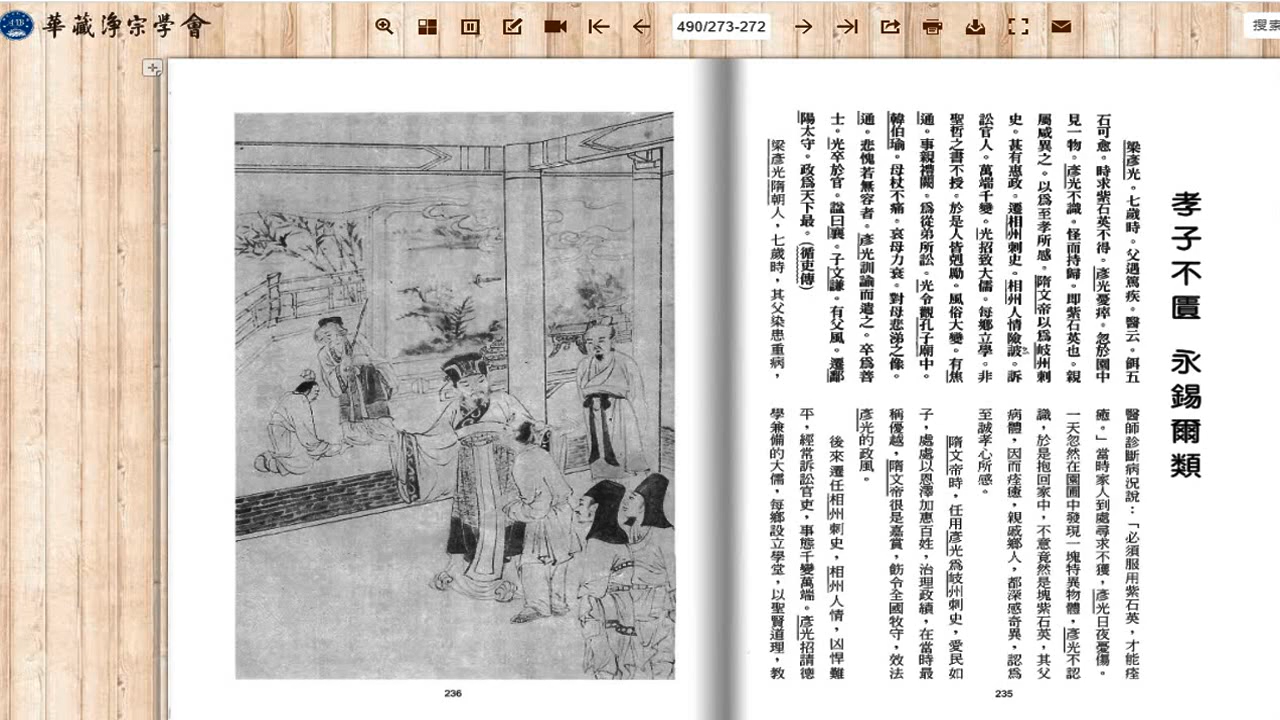 華藏淨宗學會
490/273-272
搜索
孝子不匱 永錫爾類
梁彥光。七歲時。父遇篤疾。醫云。餌五
石可愈。時求紫石英不得。彥光憂瘁。忽於園中
見一物。彥光不識。怪而持歸。即紫石英也。親
屬咸異之。以為至孝所感。隋文帝以為岐州刺
史。甚有惠政。遷相州刺史。相州人情險詖。訴
訟官人。萬端千變。光招致大儒。每鄉立學。非
聖哲之書不授。於是人皆剋勵。風俗大變。有焦
通。事親禮闕。為從弟所訟。光令觀孔子廟中。
韓伯瑜。母杖不痛。哀母力衰。對母悲涕之像。
通。悲愧若無容者。彥光訓諭而遣之。卒為善
士。光卒於官。諡曰襄。子文謙。有父風。遷鄱
陽太守。政為天下最。(循吏傳)
梁彥光隋朝人，七歲時，其父染患重病，
醫師診斷病況說：「必須服用紫石英，才能痊
癒。」當時家人到處尋求不獲，彥光日夜憂傷。
一天忽然在園圃中發現一塊特異物體，彥光不認
識，於是抱回家中，不意竟然是塊紫石英，其父
病體，因而痊癒，親戚鄉人，都深感奇異，認為
至誠孝心所感。
隋文帝時，任用彥光為岐州刺史，愛民如
子，處處以恩澤加惠百姓，治理政績，在當時最
稱優越，隋文帝很是嘉賞，飭令全國牧守，效法
彥光的政風。
後來遷任相州刺史，相州人情，凶悍難
平，經常訴訟官吏，事態千變萬端。彥光招請德
學兼備的大儒，每鄉設立學堂，以聖賢道理，教
236
235